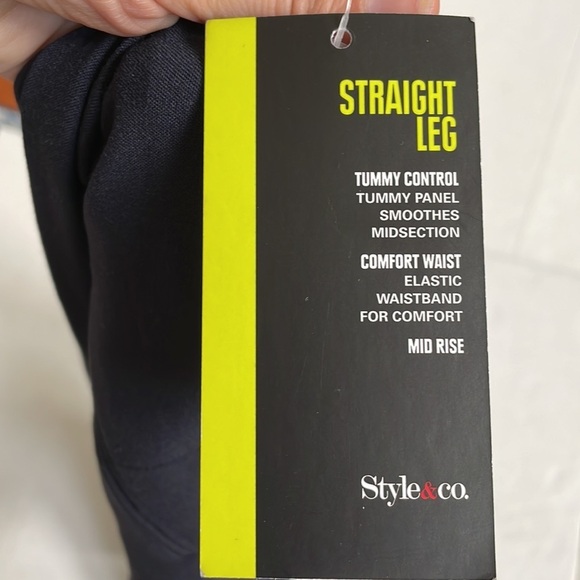 STRAIGHT
LEG
TUMMY CONTROL
TUMMY PANEL
SMOOTHES
MIDSECTION
COMFORT WAIST
ELASTIC
WAISTBAND
FOR COMFORT
MID RISE
Style&co.